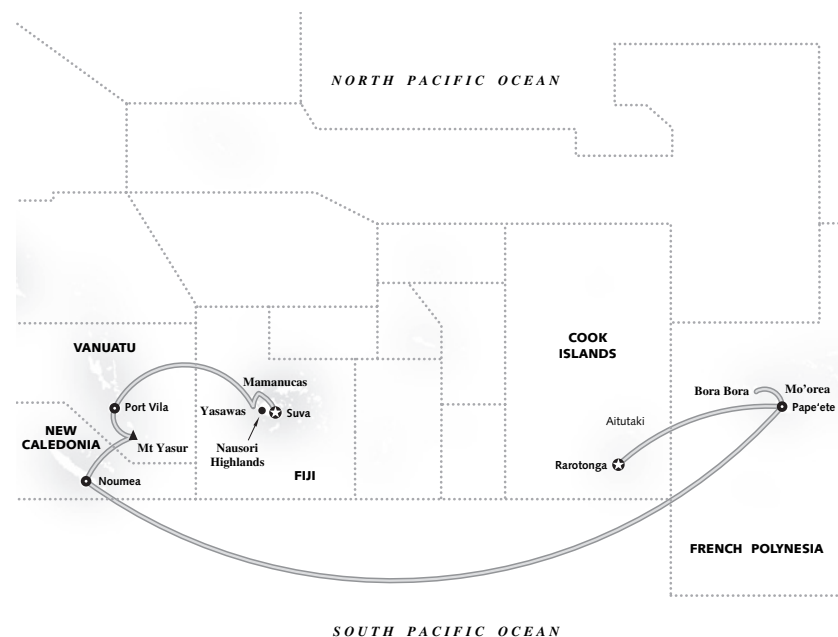 NORTH PACIFIC OCEAN
COOK
ISLANDS
VANUATU
Mamanucas
Bora Bora
Mo'orea
Port Vila
Yasawas
Suva
Pape'ete
Aitutaki
NEW
CALEDONIA
Mt Yasur
Nausori
Highlands
Rarotonga
FIJI
Noumea
FRENCH POLYNESIA
SOUTH PACIFIC OCEAN